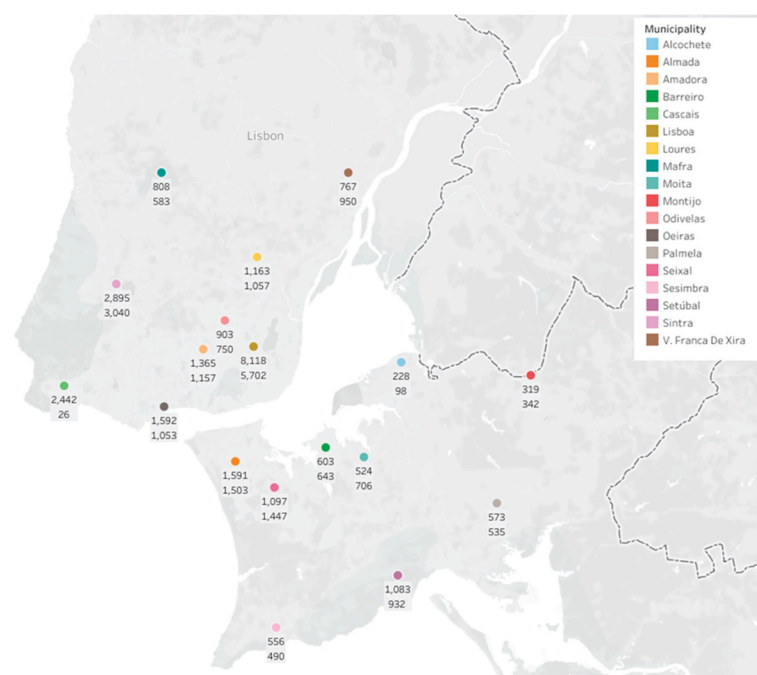 Municipality
Alcochete
Almada
Amadora
Barreiro
Cascais
Lisboa
Loures
Mafra
Moita
Montijo
Odivelas
Oeiras
Palmela
Seixal
Sesimbra
Setúbal
Sintra
V. Franca De Xira
Lisbon
808
583
767
950
1,163
1,057
2,895
3,040
903
750
1,365
1,157
8,118
5,702
228
98
319
342
2,442
26
1,592
1,053
603
643
524
706
1,591
1,503
1,097
1,447
573
535
1,083
932
556
490